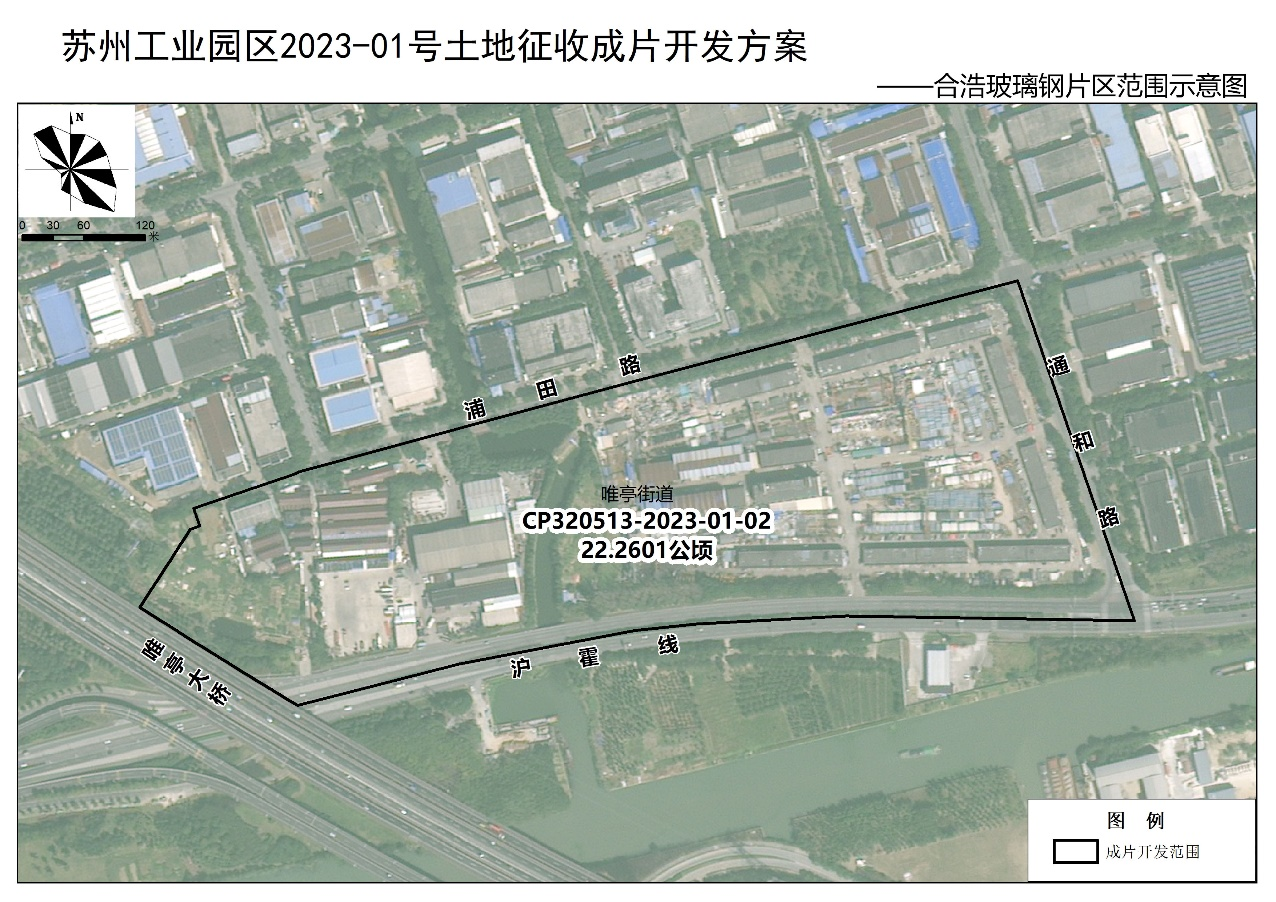 苏州工业园区2023-01号土地征收成片开发方案
——合浩玻璃钢片区范围示意图
N
0 30 60 120
米
浦田路
通和路
唯亭街道
CP320513-2023-01-02
22.2601公顷
唯亭大桥
沪霍线
图 例
成片开发范围